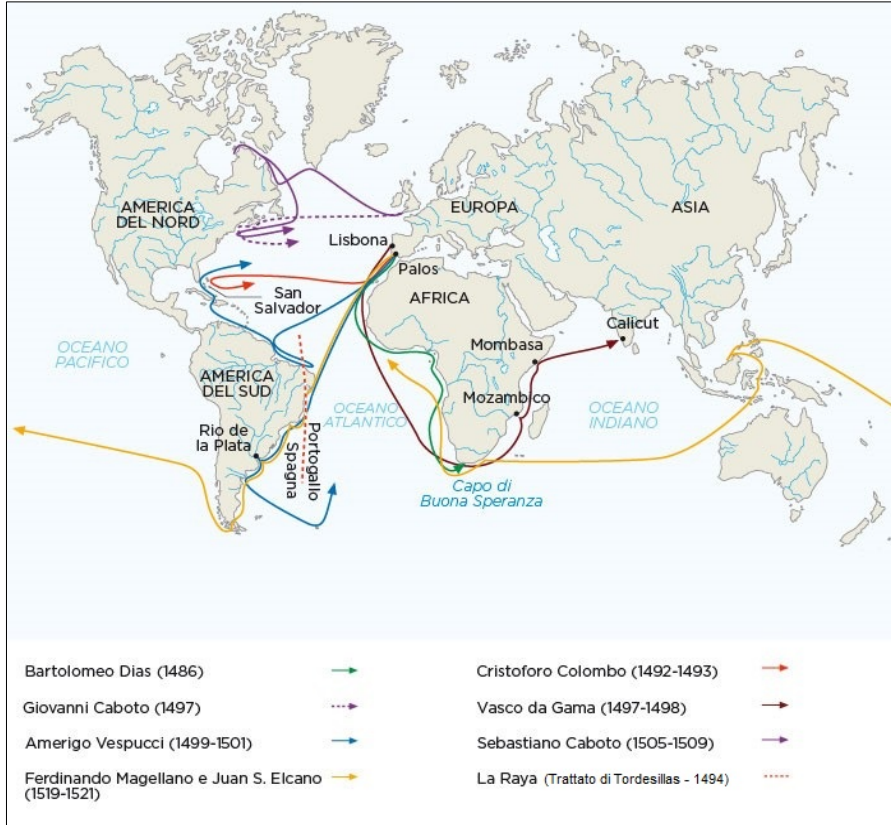 AMERICA
DEL NORD
EUROPA
ASIA
Lisbona
Palos
San
Salvador
AFRICA
OCEANO
PACIFICO
Mombasa
Calicut
AMERICA
DEL SUD
OCEANO
ATLANTICO
Mozambico
OCEANO
INDIANO
Rio de
la Plata
Portogallo
Spagna
Capo di
Buona Speranza
Bartolomeo Dias (1486)
Giovanni Caboto (1497)
Amerigo Vespucci (1499-1501)
Ferdinando Magellano e Juan S. Elcano
(1519-1521)
Cristoforo Colombo (1492-1493)
Vasco da Gama (1497-1498)
Sebastiano Caboto (1505-1509)
La Raya (Trattato di Tordesillas - 1494)